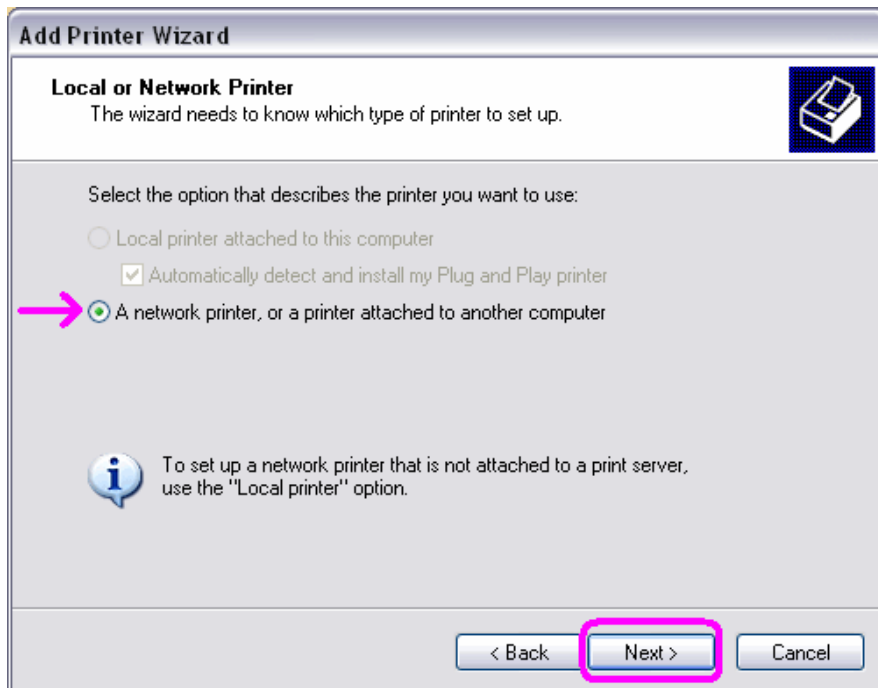 Add Printer Wizard
Local or Network Printer
The wizard needs to know which type of printer to set up.
Select the option that describes the printer you want to use:
Local printer attached to this computer
Automatically detect and install my Plug and Play printer
A network printer, or a printer attached to another computer
To set up a network printer that is not attached to a print server,
use the "Local printer" option.
< Back Next > Cancel